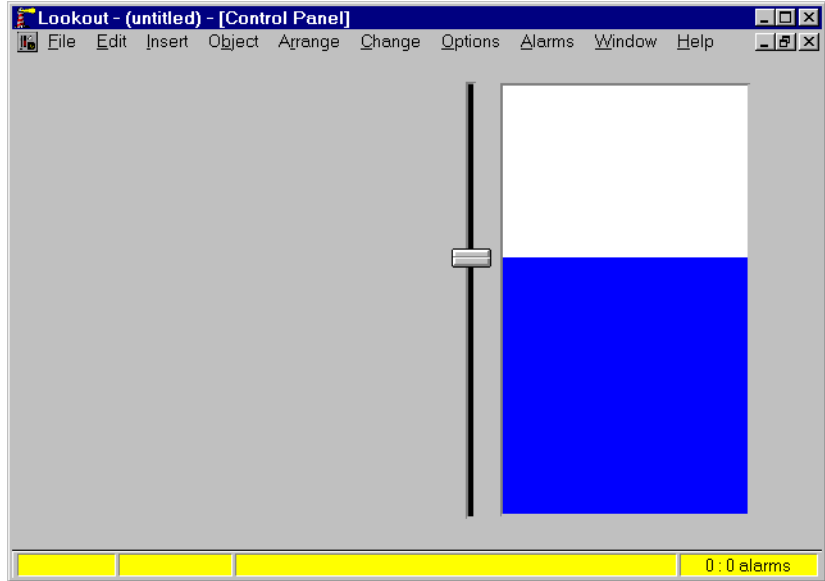 Lookout - (untitled) - [Control Panel]
File Edit Insert Object Arrange Change Options Alarms Window Help
0 : 0 alarms